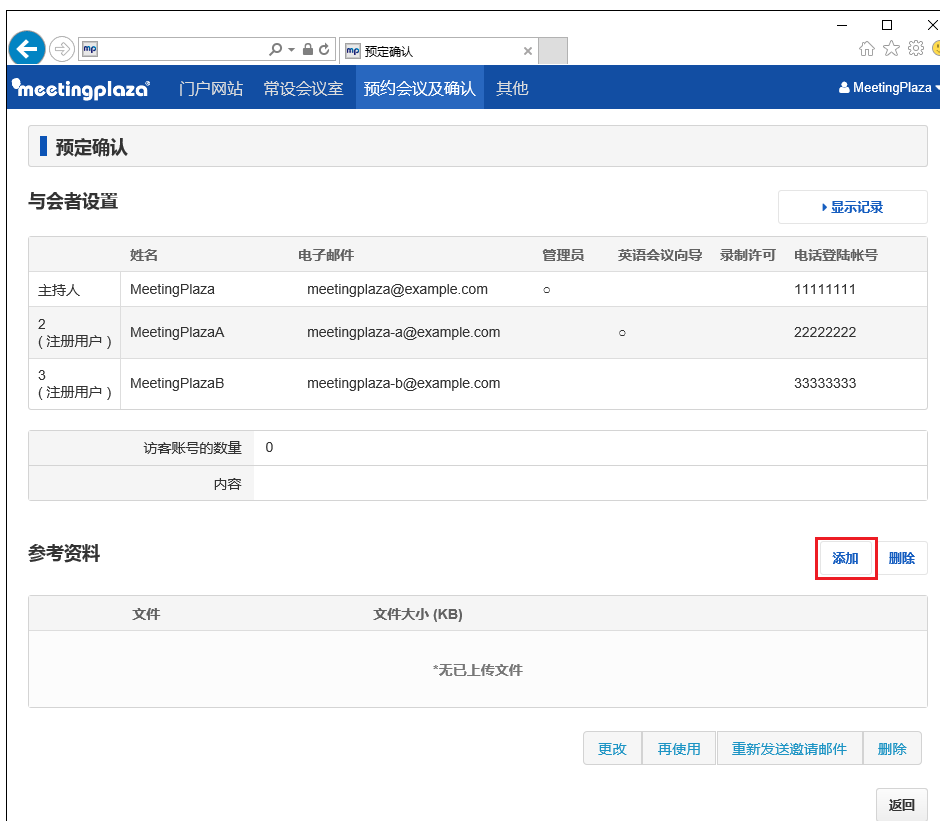 mp
mp 预定确认
meetingplaza 门户网站 常设会议室 预约会议及确认 其他 MeetingPlaza
预定确认
与会者设置
显示记录
姓名 电子邮件 管理员 英语会议向导 录制许可 电话登陆帐号
主持人 MeetingPlaza meetingplaza@example.com ○ 11111111
2
(注册用户) MeetingPlazaA meetingplaza-a@example.com ○ 22222222
3
(注册用户) MeetingPlazaB meetingplaza-b@example.com 33333333
访客账号的数量 0
内容
参考资料 添加 删除
文件 文件大小 (KB)
*无已上传文件
更改 再使用 重新发送邀请邮件 删除
返回